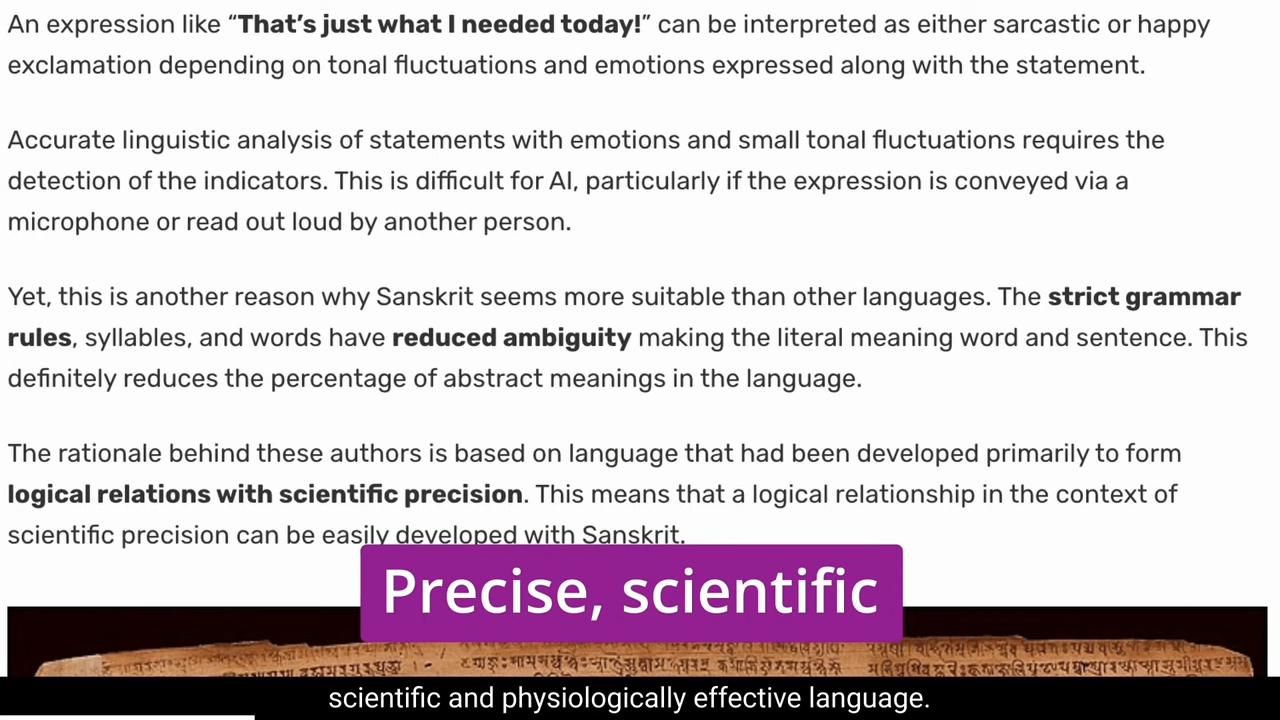 An expression like “That’s just what I needed today!” can be interpreted as either sarcastic or happy
exclamation depending on tonal fluctuations and emotions expressed along with the statement.
Accurate linguistic analysis of statements with emotions and small tonal fluctuations requires the
detection of the indicators. This is difficult for AI, particularly if the expression is conveyed via a
microphone or read out loud by another person.
Yet, this is another reason why Sanskrit seems more suitable than other languages. The strict grammar
rules, syllables, and words have reduced ambiguity making the literal meaning word and sentence. This
definitely reduces the percentage of abstract meanings in the language.
The rationale behind these authors is based on language that had been developed primarily to form
logical relations with scientific precision. This means that a logical relationship in the context of
scientific precision can be easily developed with Sanskrit.
Precise, scientific
scientific and physiologically effective language.